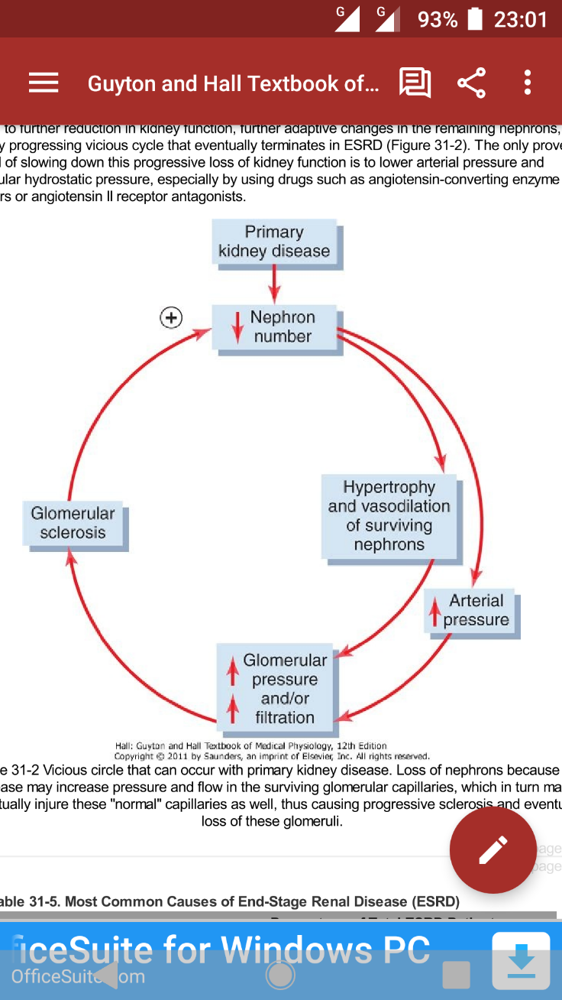 G G 93% 23:01
Guyton and Hall Textbook of...
to further reduction in kidney function, further adaptive changes in the remaining nephrons,
y progressing vicious cycle that eventually terminates in ESRD (Figure 31-2). The only prove
l of slowing down this progressive loss of kidney function is to lower arterial pressure and
ular hydrostatic pressure, especially by using drugs such as angiotensin-converting enzyme
rs or angiotensin II receptor antagonists.
Primary
kidney disease
+
Nephron
number
Hypertrophy
and vasodilation
of surviving
nephrons
Glomerular
sclerosis
Arterial
pressure
Glomerular
pressure
and/or
filtration
Hall: Guyton and Hall Textbook of Medical Physiology, 12th Edition
Copyright © 2011 by Saunders, an imprint of Elsevier, Inc. All rights reserved.
e 31-2 Vicious circle that can occur with primary kidney disease. Loss of nephrons because
ease may increase pressure and flow in the surviving glomerular capillaries, which in turn ma
tually injure these "normal" capillaries as well, thus causing progressive sclerosis and eventu
loss of these glomeruli.
age
page
able 31-5. Most Common Causes of End-Stage Renal Disease (ESRD)
ficeSuite for Windows PC
OfficeSuite om